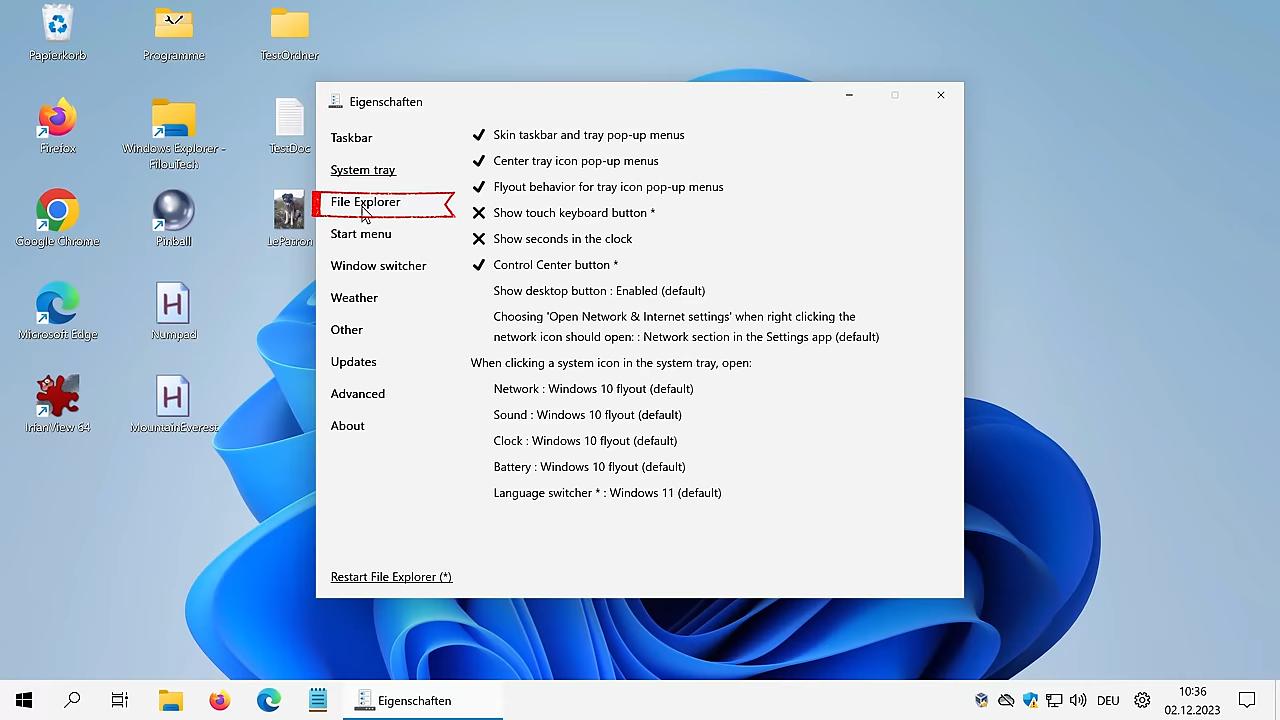 Papierkorb
Programme
TestOrdner
Firefox
Windows Explorer -
FilouTech
TestDoc
Google Chrome
Pinball
LePatron
Microsoft Edge
Numpad
IrfanView 64
MountainEverest
Eigenschaften
Taskbar
System tray
File Explorer
Start menu
Window switcher
Weather
Other
Updates
Advanced
About
Skin taskbar and tray pop-up menus
Center tray icon pop-up menus
Flyout behavior for tray icon pop-up menus
Show touch keyboard button *
Show seconds in the clock
Control Center button *
Show desktop button : Enabled (default)
Choosing 'Open Network & Internet settings' when right clicking the
network icon should open: : Network section in the Settings app (default)
When clicking a system icon in the system tray, open:
Network : Windows 10 flyout (default)
Sound : Windows 10 flyout (default)
Clock : Windows 10 flyout (default)
Battery : Windows 10 flyout (default)
Language switcher * : Windows 11 (default)
Restart File Explorer (*)
Eigenschaften
DEU
10:36
02.12.2023